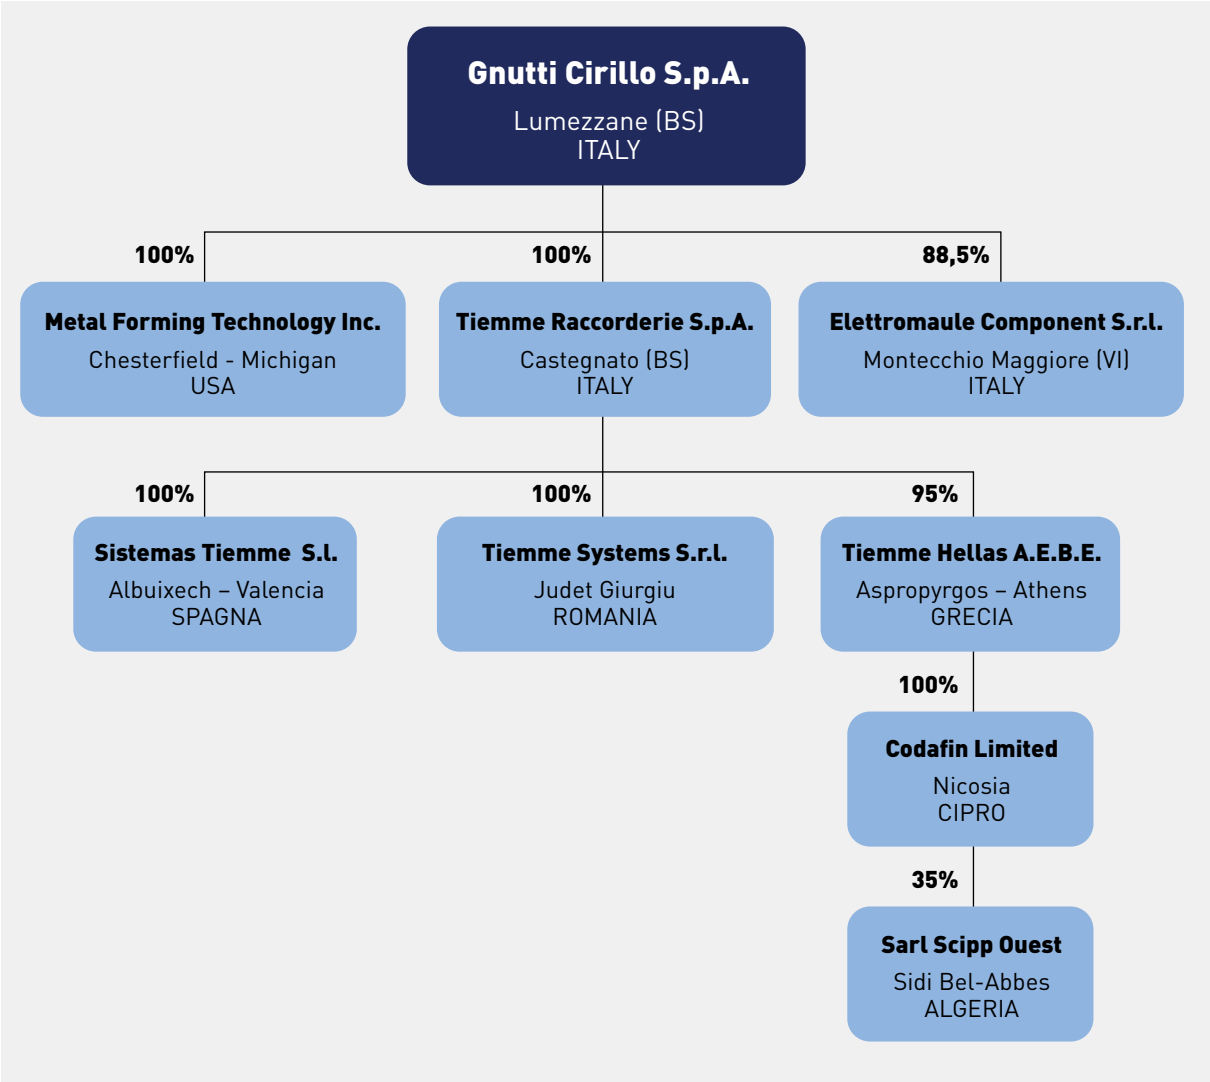 Gnutti Cirillo S.p.A.
Lumezzane (BS)
ITALY
100%
100%
88,5%
Metal Forming Technology Inc.
Chesterfield - Michigan
USA
Tiemme Raccorderie S.p.A.
Castegnato (BS)
ITALY
Elettromaule Component S.r.l.
Montecchio Maggiore (VI)
ITALY
100%
100%
95%
Sistemas Tiemme S.l.
Albuixech – Valencia
SPAGNA
Tiemme Systems S.r.l.
Judet Giurgiu
ROMANIA
Tiemme Hellas A.E.B.E.
Aspropyrgos – Athens
GRECIA
100%
Codafin Limited
Nicosia
CIPRO
35%
Sarl Scipp Ouest
Sidi Bel-Abbes
ALGERIA